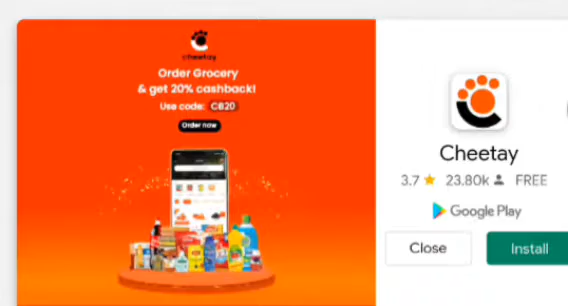 cheetay
Order Grocery
& get 20% cashback!
Use code: CB20
Order now
Cheetay
3.7 23.80k FREE
Google Play
Close Install